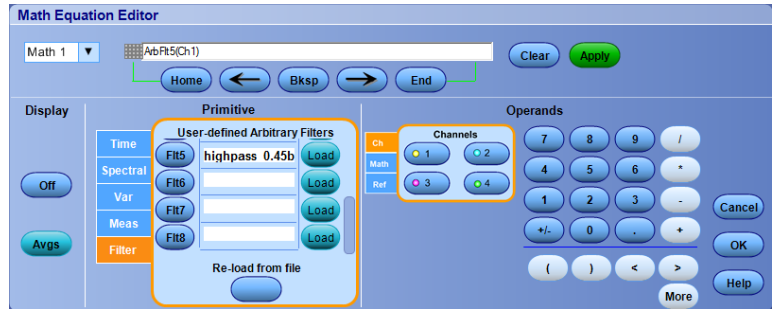 Math Equation Editor
Math 1
ArbFlt5(Ch1)
Clear
Apply
Home
Bksp
End
Display
Off
Avgs
Primitive
Time
Spectral
Var
Meas
Filter
User-defined Arbitrary Filters
Flt5 highpass_0.45b Load
Flt6 Load
Flt7 Load
Flt8 Load
Re-load from file
Operands
Ch
Math
Ref
Channels
1 2
3 4
7 8 9 /
4 5 6 *
1 2 3 -
+/- 0 . +
( ) < >
More
Cancel
OK
Help